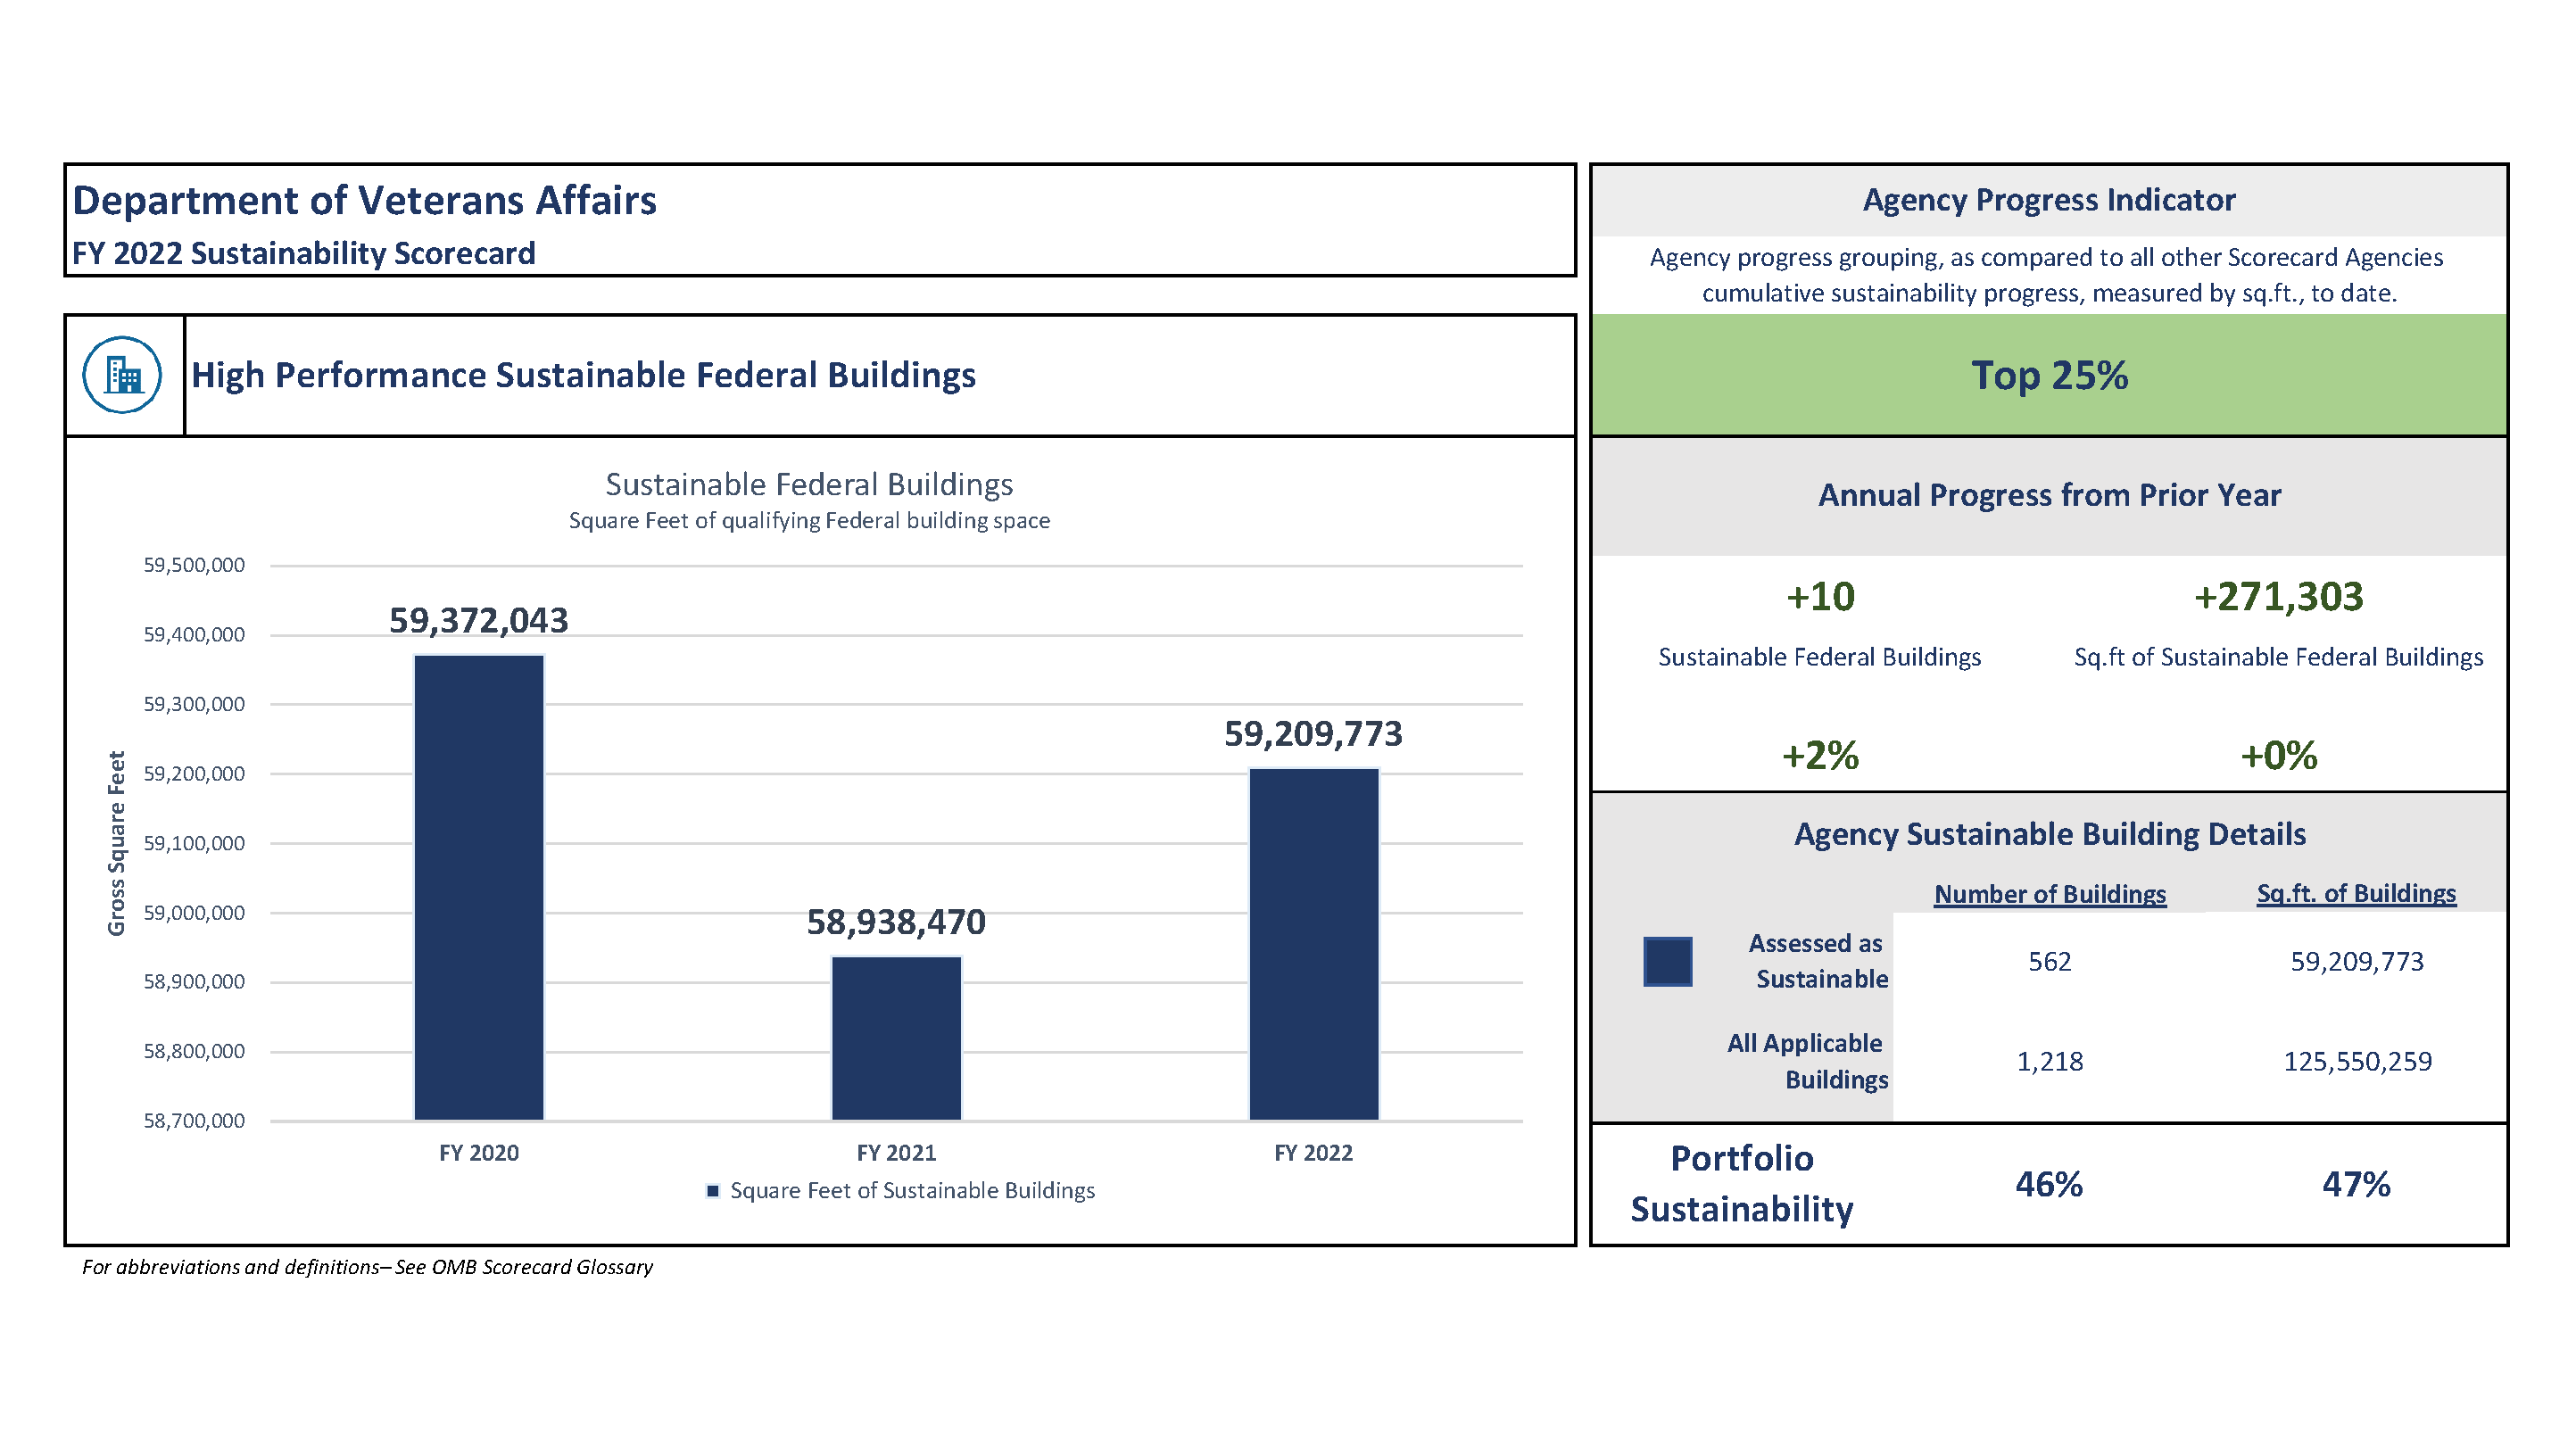 Department of Veterans Affairs
FY 2022 Sustainability Scorecard
High Performance Sustainable Federal Buildings
Sustainable Federal Buildings
Square Feet of qualifying Federal building space
Gross Square Feet
59,500,000
59,400,000
59,300,000
59,200,000
59,100,000
59,000,000
58,900,000
58,800,000
58,700,000
59,372,043
58,938,470
59,209,773
FY 2020
FY 2021
FY 2022
Square Feet of Sustainable Buildings
For abbreviations and definitions– See OMB Scorecard Glossary
Agency Progress Indicator
Agency progress grouping, as compared to all other Scorecard Agencies
cumulative sustainability progress, measured by sq.ft., to date.
Top 25%
Annual Progress from Prior Year
+10 +271,303
Sustainable Federal Buildings Sq.ft of Sustainable Federal Buildings
+2% +0%
Agency Sustainable Building Details
Number of Buildings Sq.ft. of Buildings
Assessed as
Sustainable
562 59,209,773
All Applicable
Buildings
1,218 125,550,259
Portfolio
Sustainability
46% 47%